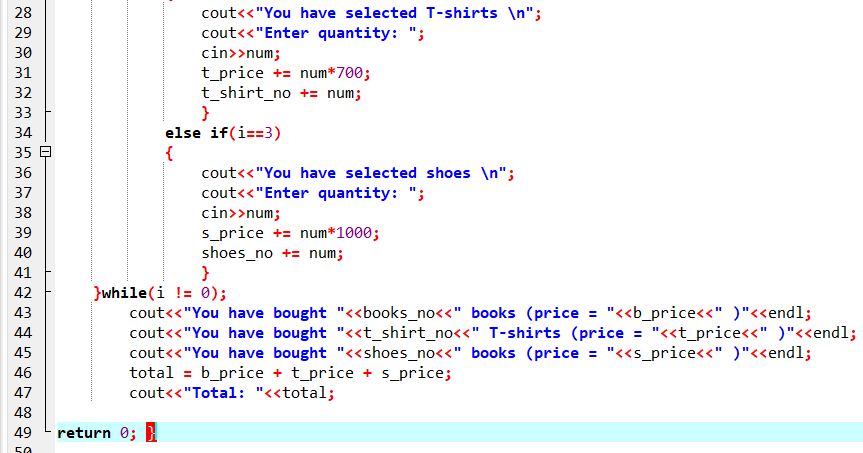 28 cout<<"You have selected T-shirts \n";
29 cout<<"Enter quantity: ";
30 cin>>num;
31 t_price += num*700;
32 t_shirt_no += num;
33 }
34 else if(i==3)
35 {
36 cout<<"You have selected shoes \n";
37 cout<<"Enter quantity: ";
38 cin>>num;
39 s_price += num*1000;
40 shoes_no += num;
41 }
42 }while(i != 0);
43 cout<<"You have bought "<<books_no<<" books (price = "<<b_price<<" )"<<endl;
44 cout<<"You have bought "<<t_shirt_no<<" T-shirts (price = "<<t_price<<" )"<<endl;
45 cout<<"You have bought "<<shoes_no<<" books (price = "<<s_price<<" )"<<endl;
46 total = b_price + t_price + s_price;
47 cout<<"Total: "<<total;
48
49 return 0; }
50